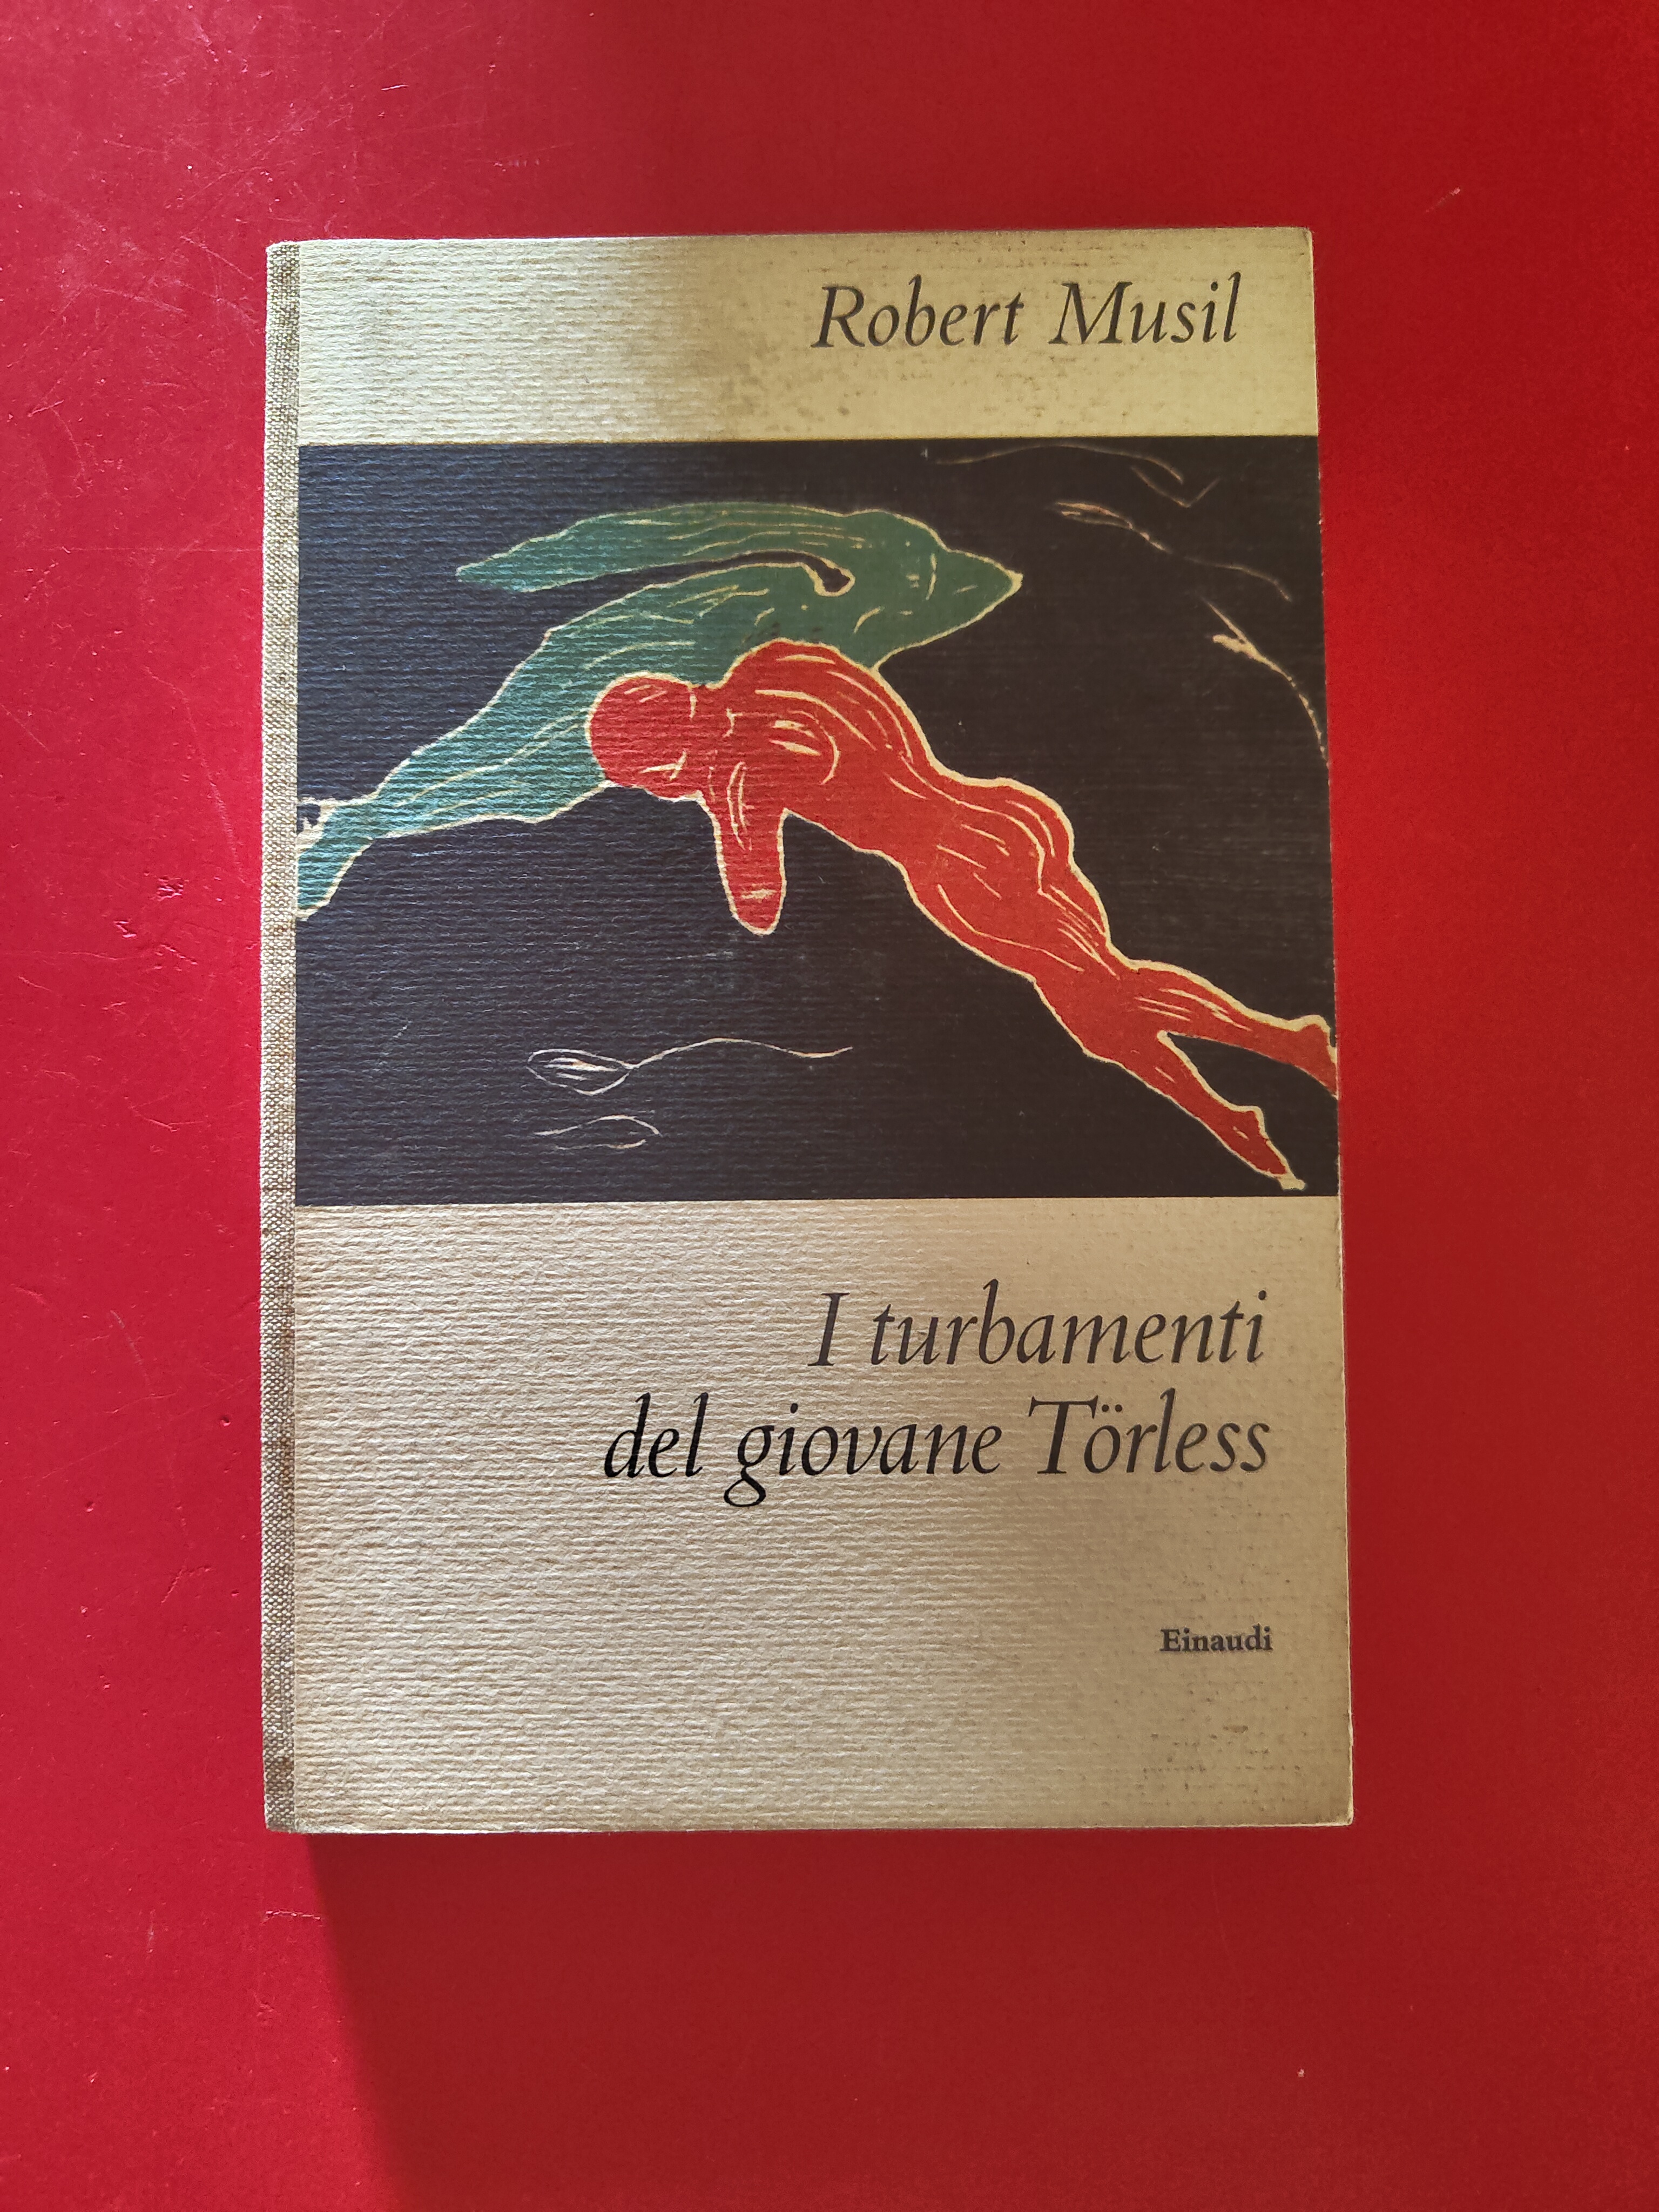 Robert Musil
I turbamenti
del giovane Törless
Einaudi